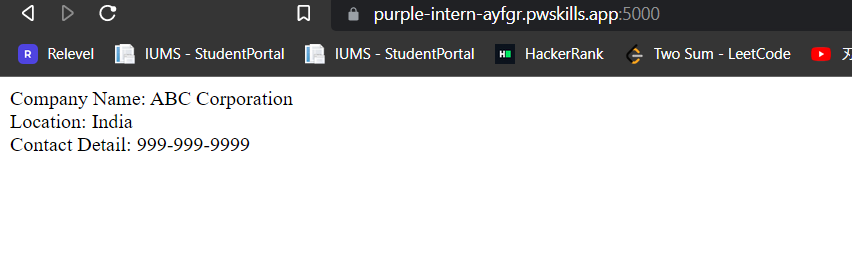 purple-intern-ayfgr.pwskills.app:5000
R Relevel IUMS - StudentPortal IUMS - StudentPortal HackerRank Two Sum - LeetCode
Company Name: ABC Corporation
Location: India
Contact Detail: 999-999-9999